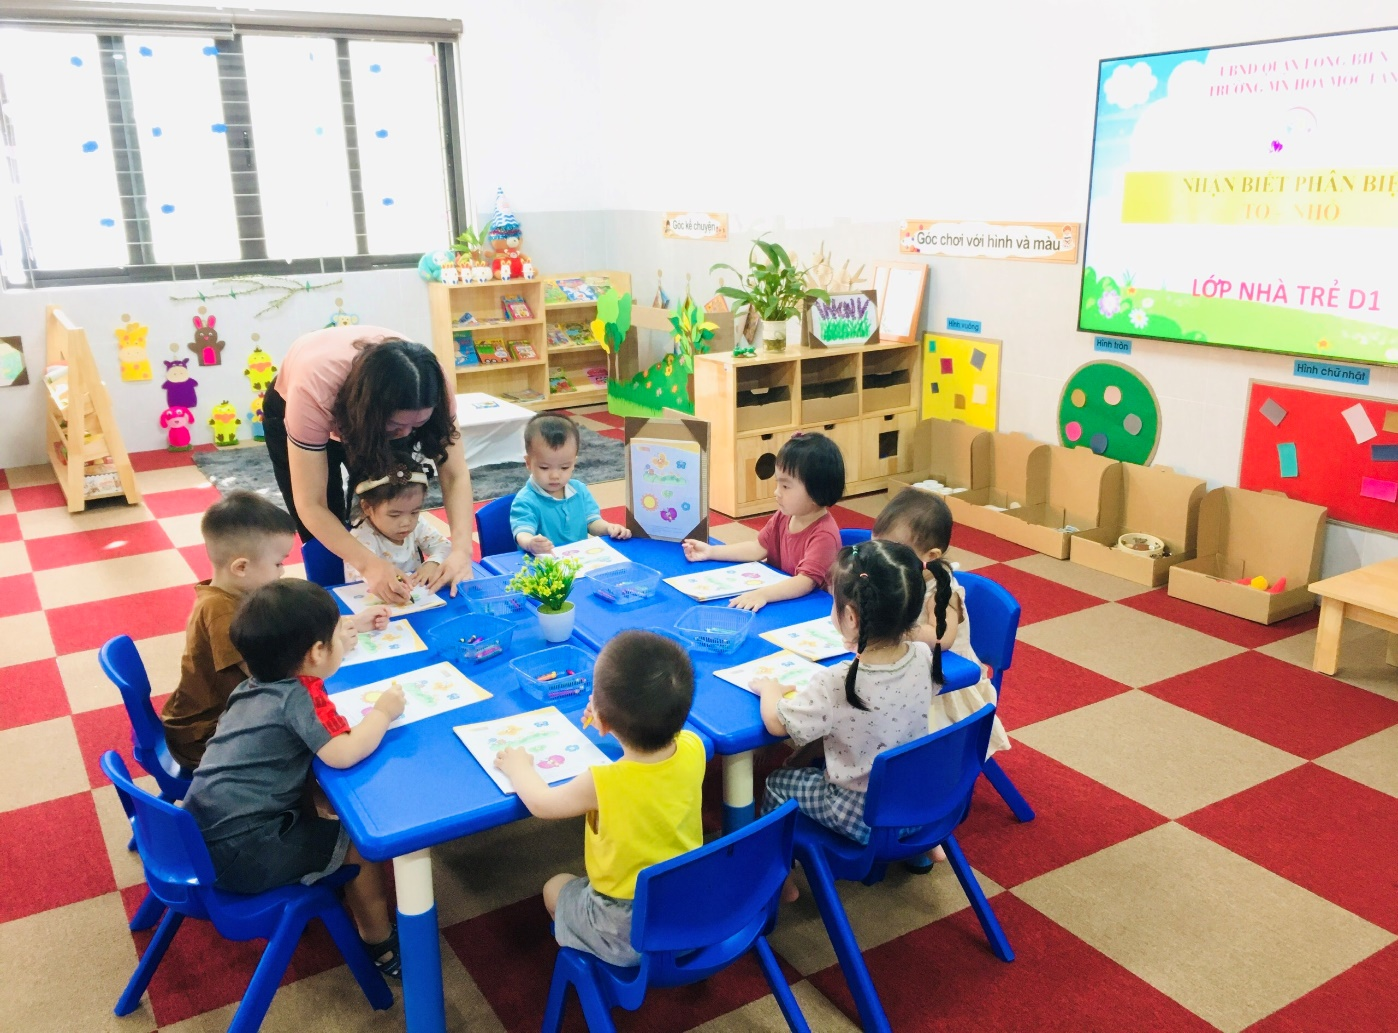 UBND QUẬN LONG BIÊN
TRƯỜNG MN HOA MỘC LAN
NHẬN BIẾT PHÂN BIỆ
TO - NHỎ
LỚP NHÀ TRẺ D1
Góc kể chuyện
Góc chơi với hình và màu
Hình vuông
Hình tròn
Hình chữ nhật